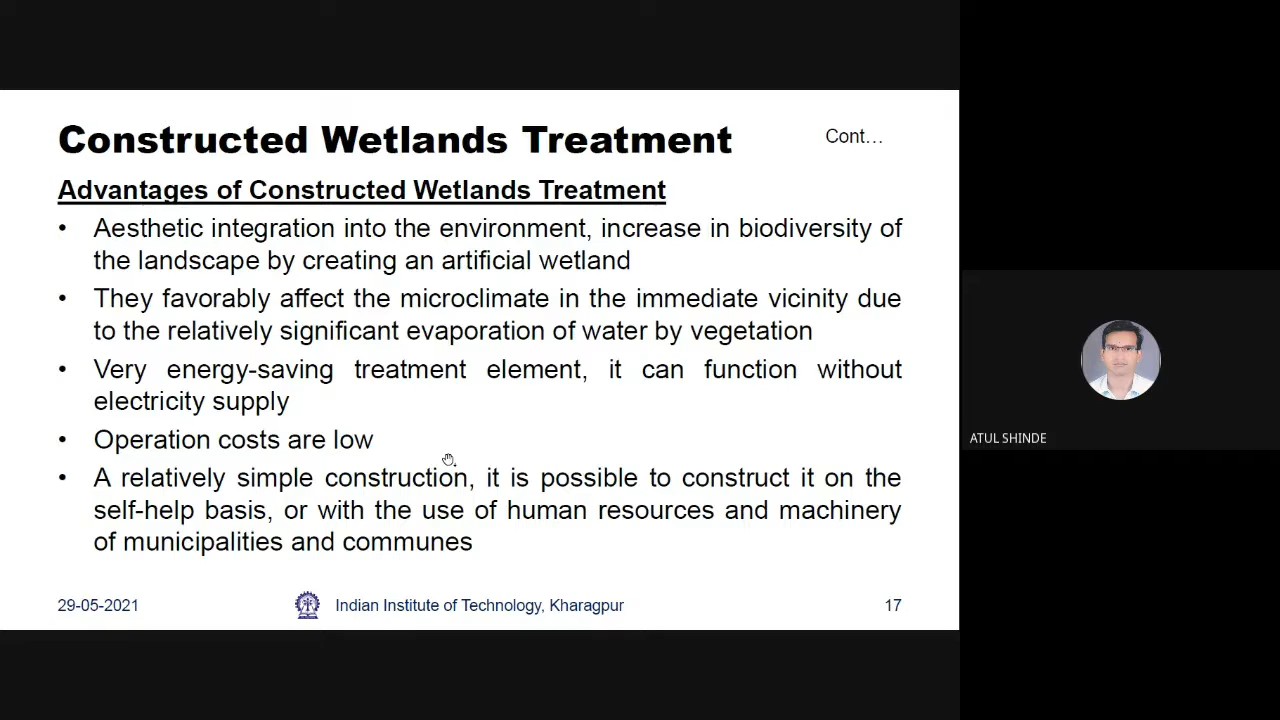 Constructed Wetlands Treatment
Cont...
Advantages of Constructed Wetlands Treatment
• Aesthetic integration into the environment, increase in biodiversity of
the landscape by creating an artificial wetland
• They favorably affect the microclimate in the immediate vicinity due
to the relatively significant evaporation of water by vegetation
• Very energy-saving treatment element, it can function without
electricity supply
• Operation costs are low
• A relatively simple construction, it is possible to construct it on the
self-help basis, or with the use of human resources and machinery
of municipalities and communes
29-05-2021
Indian Institute of Technology, Kharagpur
17
ATUL SHINDE